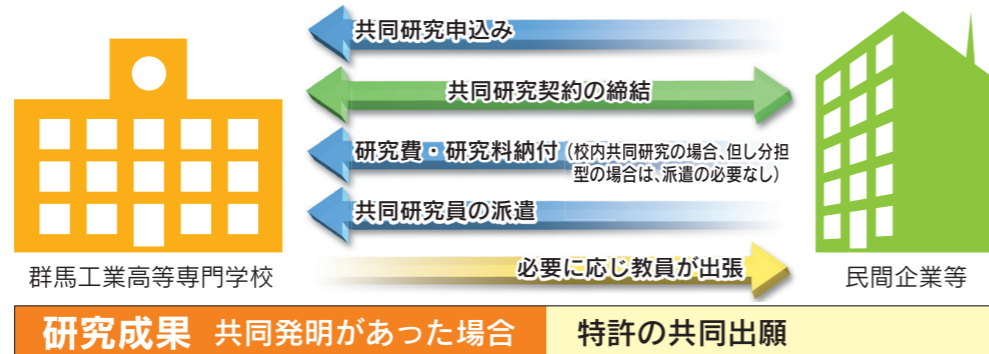 共同研究申込み
共同研究契約の締結
研究費・研究料納付（校内共同研究の場合、但し分担
型の場合は、派遣の必要なし）
共同研究員の派遣
必要に応じ教員が出張
群馬工業高等専門学校
民間企業等
研究成果 共同発明があった場合 特許の共同出願